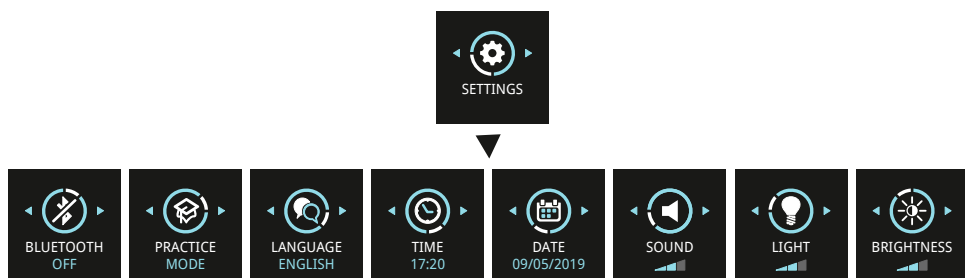 SETTINGS
BLUETOOTH
OFF
PRACTICE
MODE
LANGUAGE
ENGLISH
TIME
17:20
DATE
09/05/2019
SOUND
LIGHT
BRIGHTNESS